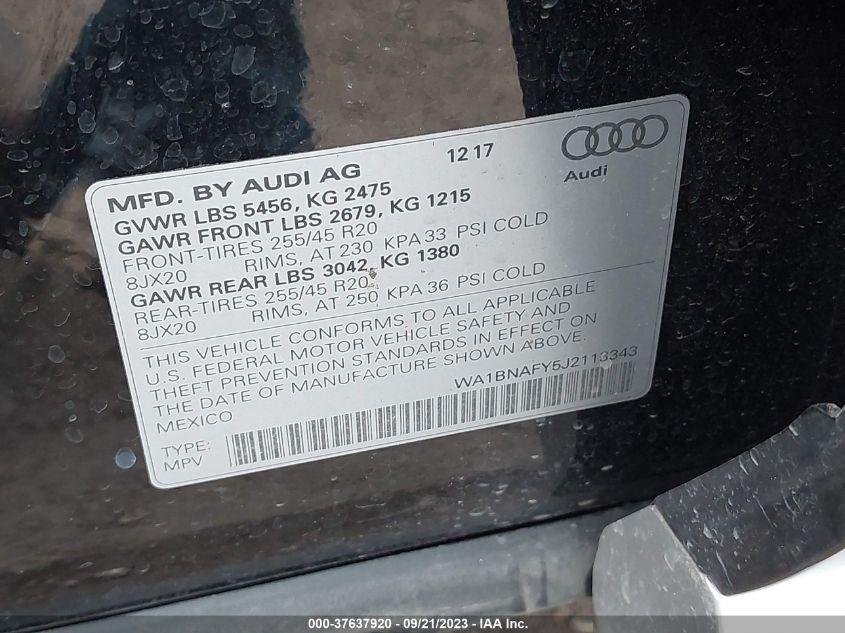 MFD. BY AUDI AG 12 17
Audi
GVWR LBS 5456, KG 2475
GAWR FRONT LBS 2679, KG 1215
FRONT-TIRES 255/45 R20
8JX20 RIMS, AT 230 KPA 33 PSI COLD
GAWR REAR LBS 3042, KG 1380
REAR-TIRES 255/45 R20
8JX20 RIMS, AT 250 KPA 36 PSI COLD
THIS VEHICLE CONFORMS TO ALL APPLICABLE
U.S. FEDERAL MOTOR VEHICLE SAFETY AND
THEFT PREVENTION STANDARDS IN EFFECT ON
THE DATE OF MANUFACTURE SHOWN ABOVE.
MEXICO WA1BNAFY5J2113343
TYPE:
MPV
000-37637920 / 09/21/2023 - IAA Inc.